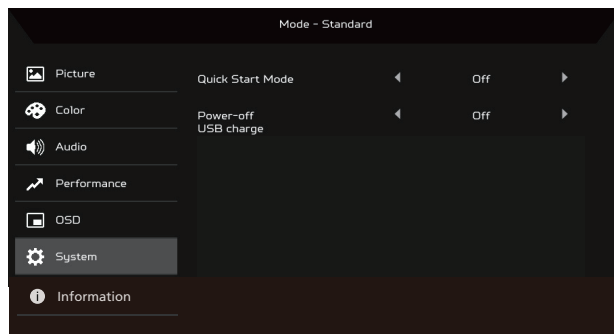 Mode - Standard
Picture
Color
Audio
Performance
OSD
System
Information
Quick Start Mode Off
Power-off Off
USB charge